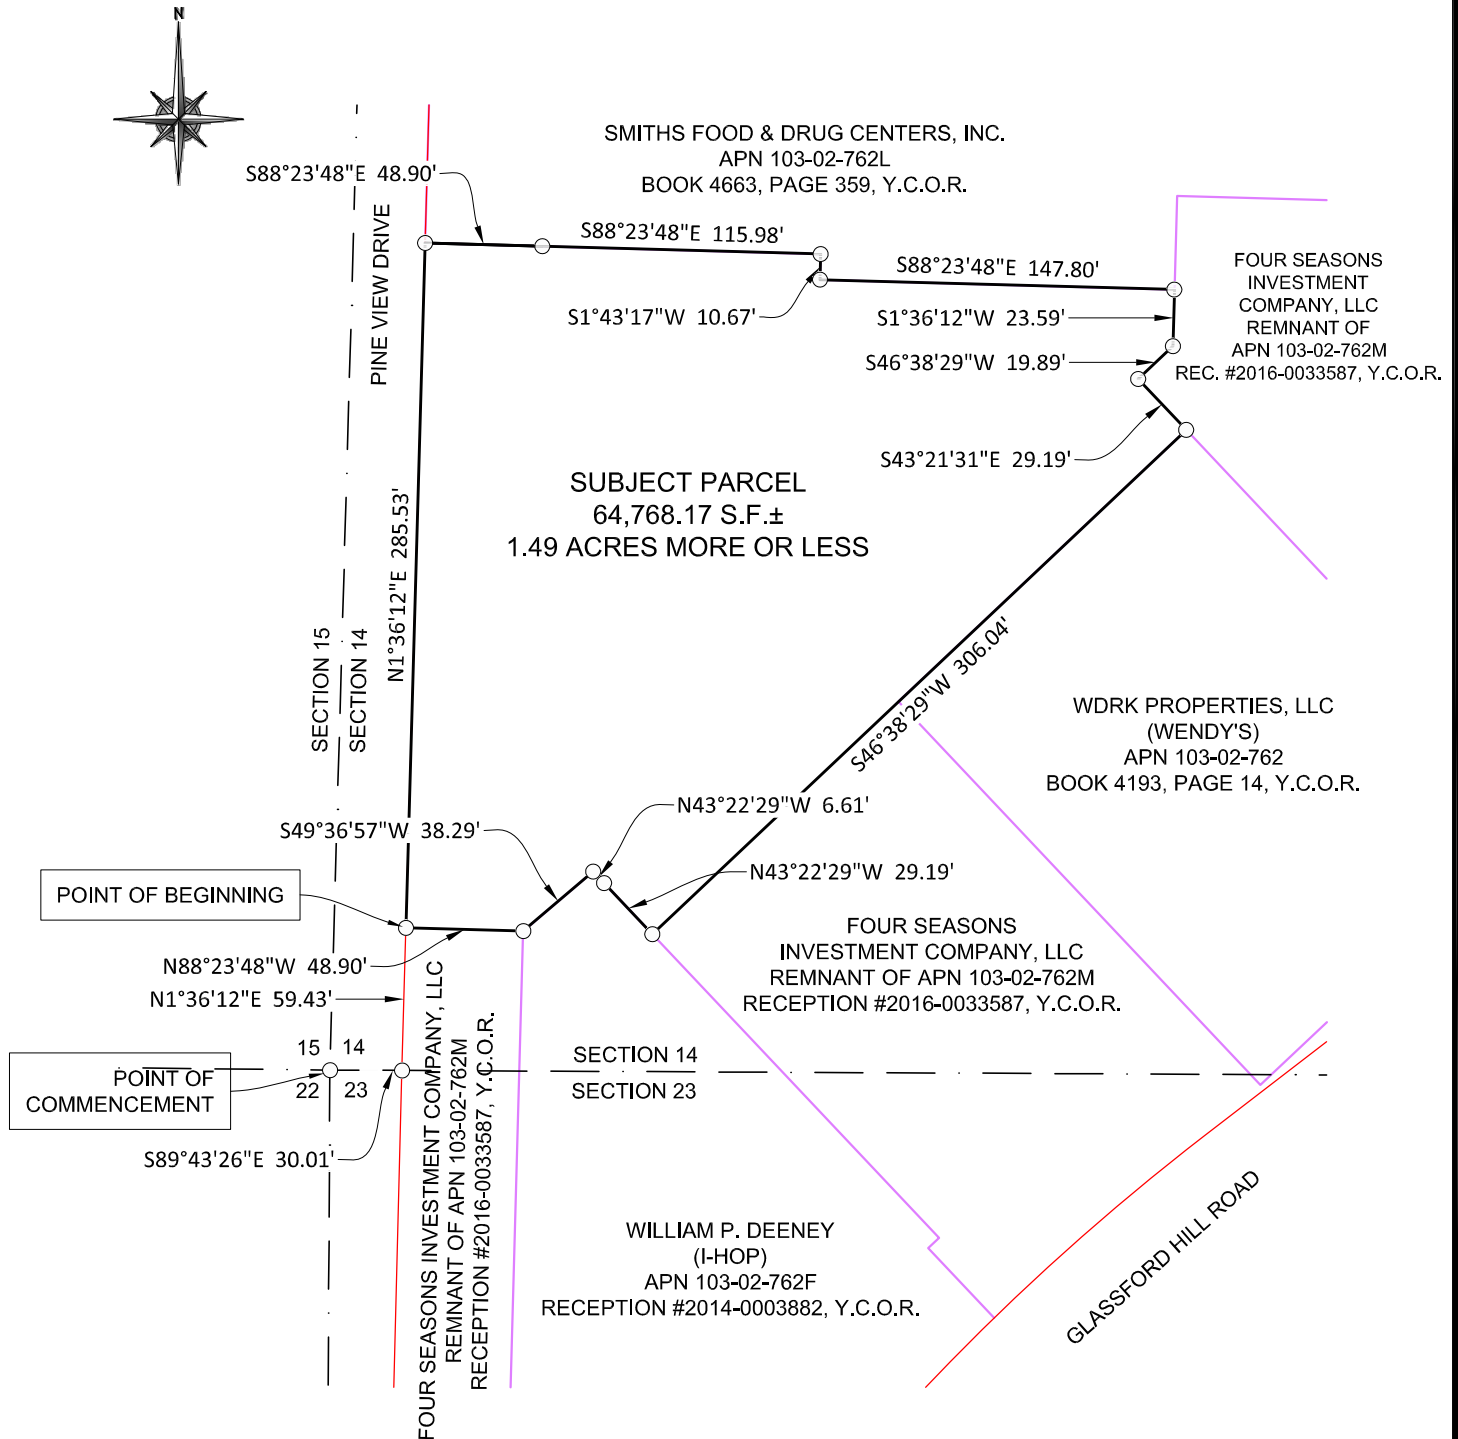 N
SMITHS FOOD & DRUG CENTERS, INC.
APN 103-02-762L
BOOK 4663, PAGE 359, Y.C.O.R.
S88°23'48"E 48.90'
S88°23'48"E 115.98'
S88°23'48"E 147.80'
FOUR SEASONS
INVESTMENT
COMPANY, LLC
REMNANT OF
APN 103-02-762M
REC. #2016-0033587, Y.C.O.R.
PINE VIEW DRIVE
S1°43'17"W 10.67'
S1°36'12"W 23.59'
S46°38'29"W 19.89'
S43°21'31"E 29.19'
SUBJECT PARCEL
64,768.17 S.F.±
1.49 ACRES MORE OR LESS
N1°36'12"E 285.53'
SECTION 15
SECTION 14
S46°38'29"W 306.04'
WDRK PROPERTIES, LLC
(WENDY'S)
APN 103-02-762
BOOK 4193, PAGE 14, Y.C.O.R.
N43°22'29"W 6.61'
S49°36'57"W 38.29'
N43°22'29"W 29.19'
POINT OF BEGINNING
FOUR SEASONS
INVESTMENT COMPANY, LLC
REMNANT OF APN 103-02-762M
RECEPTION #2016-0033587, Y.C.O.R.
N88°23'48"W 48.90'
N1°36'12"E 59.43'
15 14
22 23
SECTION 14
SECTION 23
POINT OF
COMMENCEMENT
S89°43'26"E 30.01'
FOUR SEASONS INVESTMENT COMPANY, LLC
REMNANT OF APN 103-02-762M
RECEPTION #2016-0033587, Y.C.O.R.
WILLIAM P. DEENEY
(I-HOP)
APN 103-02-762F
RECEPTION #2014-0003882, Y.C.O.R.
GLASSFORD HILL ROAD